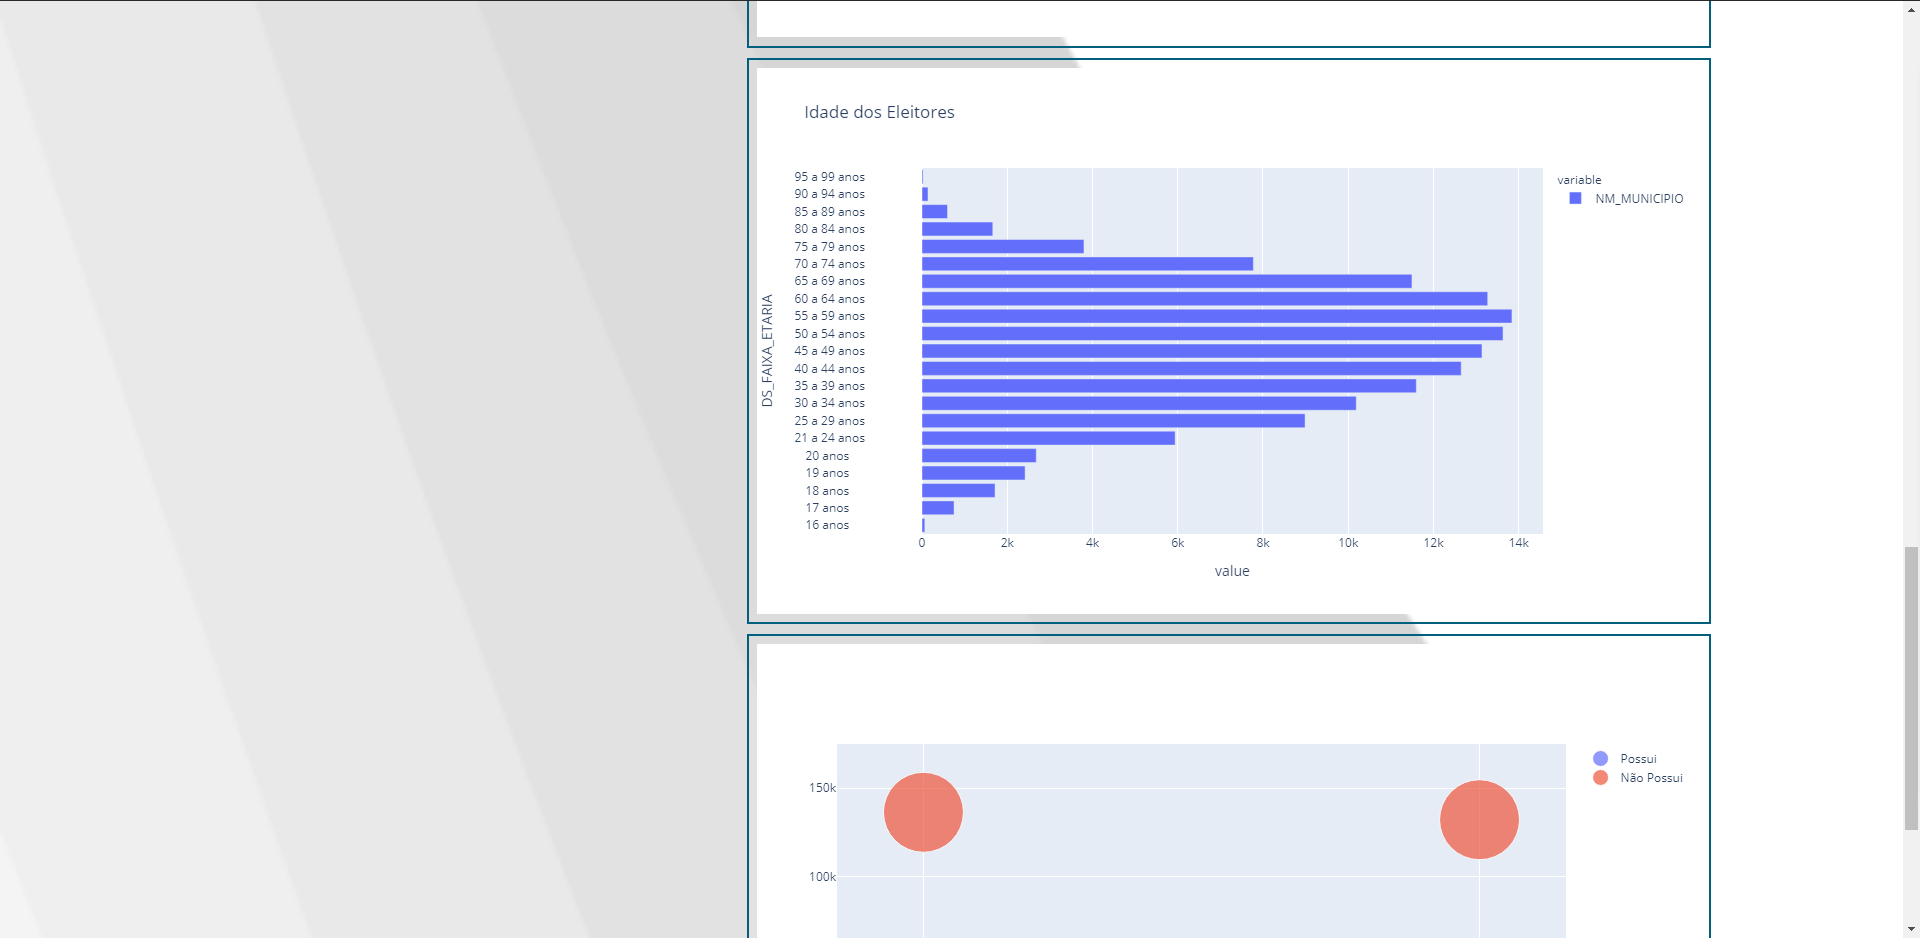 Idade dos Eleitores
variable
NM_MUNICIPIO
DS_FAIXA_ETARIA
95 a 99 anos
90 a 94 anos
85 a 89 anos
80 a 84 anos
75 a 79 anos
70 a 74 anos
65 a 69 anos
60 a 64 anos
55 a 59 anos
50 a 54 anos
45 a 49 anos
40 a 44 anos
35 a 39 anos
30 a 34 anos
25 a 29 anos
21 a 24 anos
20 anos
19 anos
18 anos
17 anos
16 anos
0 2k 4k 6k 8k 10k 12k 14k
value
Possui
Não Possui
150k
100k